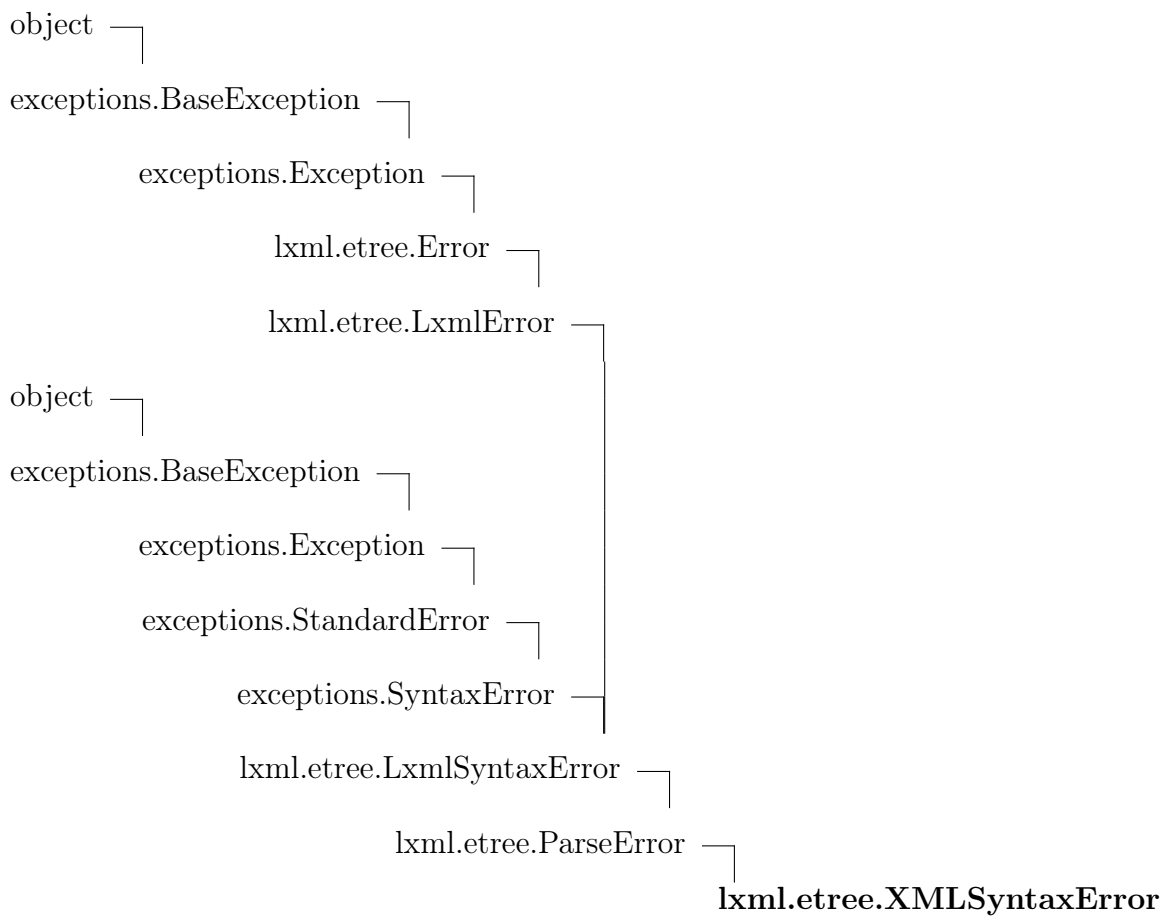 object
exceptions.BaseException
exceptions.Exception
lxml.etree.Error
lxml.etree.LxmlError
object
exceptions.BaseException
exceptions.Exception
exceptions.StandardError
exceptions.SyntaxError
lxml.etree.LxmlSyntaxError
lxml.etree.ParseError
lxml.etree.XMLSyntaxError